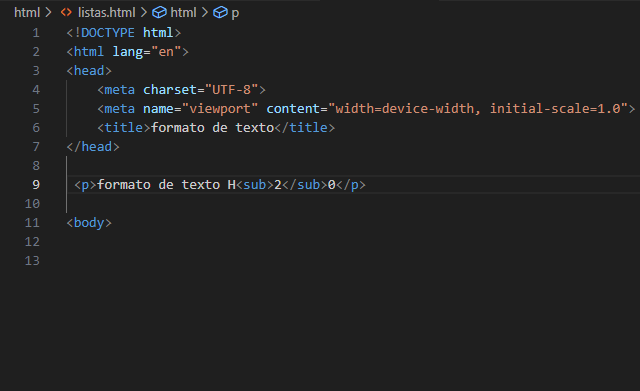 html > listas.html > html > p
1 <!DOCTYPE html>
2 <html lang="en">
3 <head>
4 <meta charset="UTF-8">
5 <meta name="viewport" content="width=device-width, initial-scale=1.0">
6 <title>formato de texto</title>
7 </head>
8
9 <p>formato de texto H<sub>2</sub>0</p>
10
11 <body>
12
13